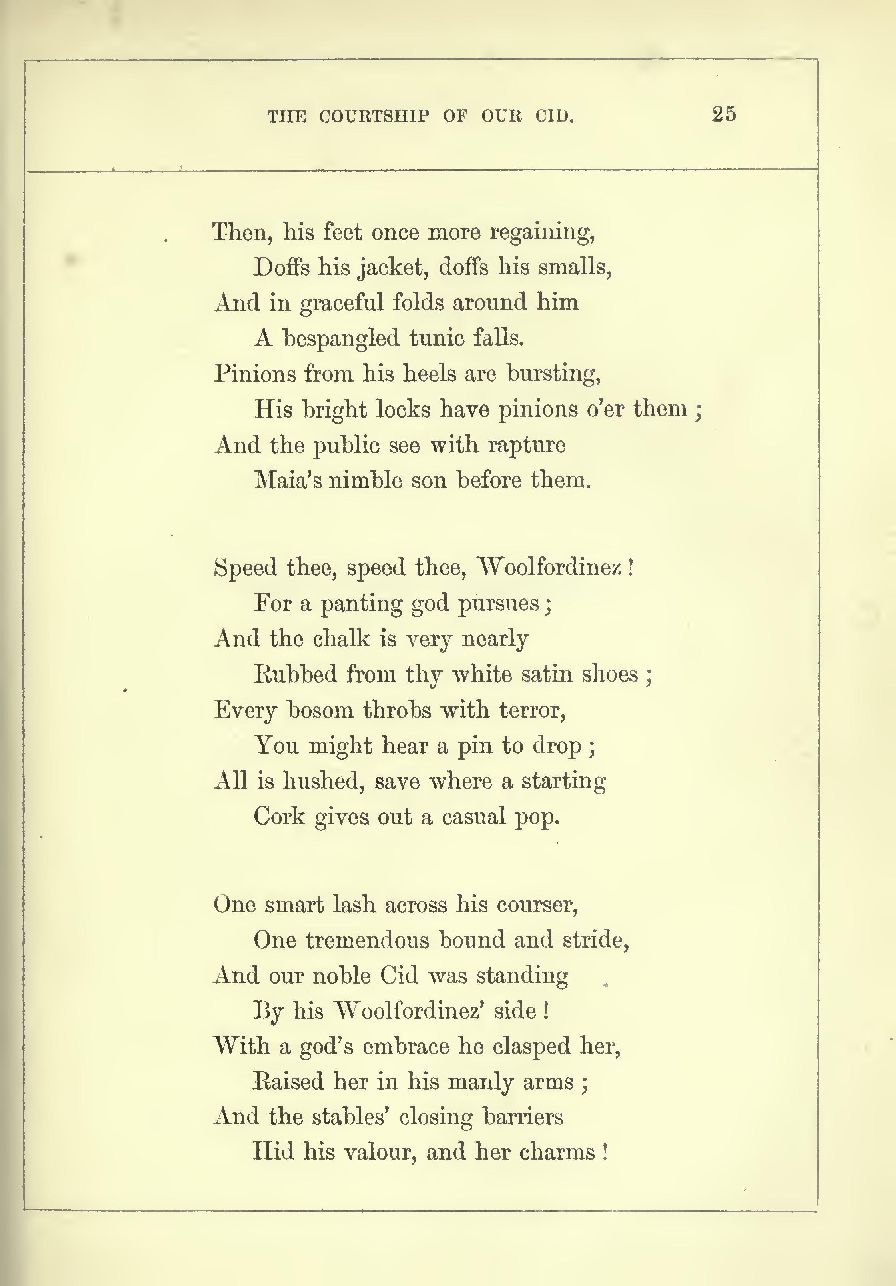 THE COURTSHIP OF OUR CID. 25
Then, his feet once more regaining,
Doffs his jacket, doffs his smalls,
And in graceful folds around him
A bespangled tunic falls.
Pinions from his heels are bursting,
His bright locks have pinions o'er them;
And the public see with rapture
Maia's nimble son before them.
Speed thee, speed thee, Woolfordinez!
For a panting god pursues;
And the chalk is very nearly
Rubbed from thy white satin shoes;
Every bosom throbs with terror,
You might hear a pin to drop;
All is hushed, save where a starting
Cork gives out a casual pop.
One smart lash across his courser,
One tremendous bound and stride,
And our noble Cid was standing
By his Woolfordinez' side!
With a god's embrace he clasped her,
Raised her in his manly arms;
And the stables' closing barriers
Hid his valour, and her charms!